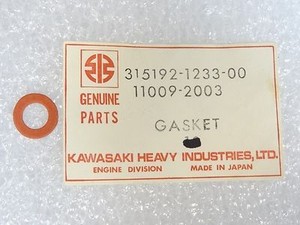 315192-1233-00
GENUINE 11009-2003
PARTS
GASKET
KAWASAKI HEAVY INDUSTRIES, LTD.
ENGINE DIVISION MADE IN JAPAN